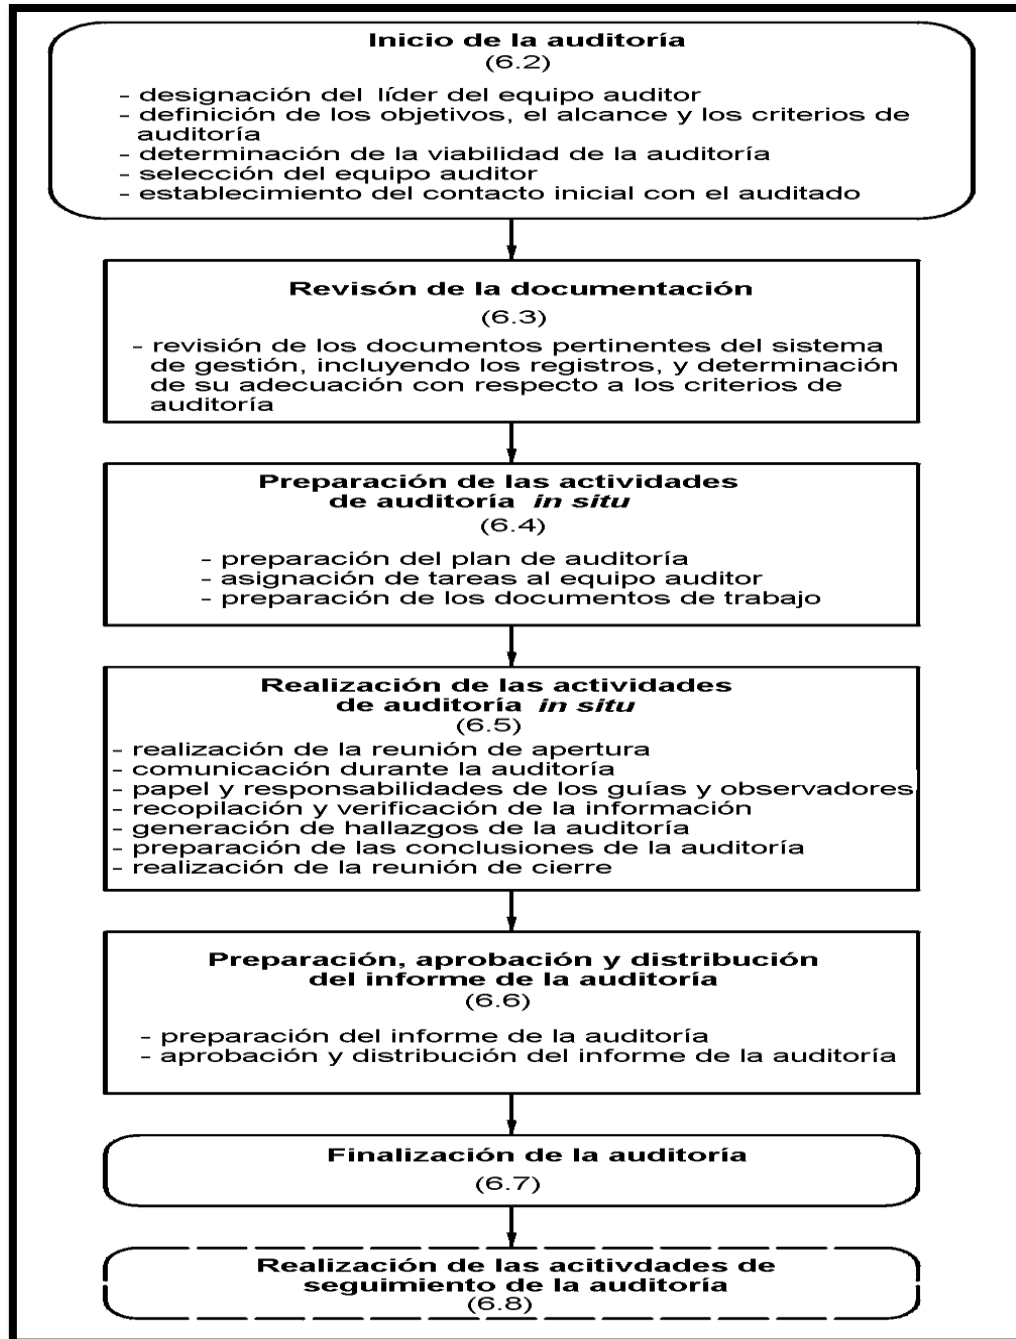 Inicio de la auditoría
(6.2)
- designación del líder del equipo auditor
- definición de los objetivos, el alcance y los criterios de
auditoría
- determinación de la viabilidad de la auditoría
- selección del equipo auditor
- establecimiento del contacto inicial con el auditado
Revisón de la documentación
(6.3)
- revisión de los documentos pertinentes del sistema
de gestión, incluyendo los registros, y determinación
de su adecuación con respecto a los criterios de
auditoría
Preparación de las actividades
de auditoría in situ
(6.4)
- preparación del plan de auditoría
- asignación de tareas al equipo auditor
- preparación de los documentos de trabajo
Realización de las actividades
de auditoría in situ
(6.5)
- realización de la reunión de apertura
- comunicación durante la auditoría
- papel y responsabilidades de los guías y observadores
- recopilación y verificación de la información
- generación de hallazgos de la auditoría
- preparación de las conclusiones de la auditoría
- realización de la reunión de cierre
Preparación, aprobación y distribución
del informe de la auditoría
(6.6)
- preparación del informe de la auditoría
- aprobación y distribución del informe de la auditoría
Finalización de la auditoría
(6.7)
Realización de las acitivdades de
seguimiento de la auditoría
(6.8)